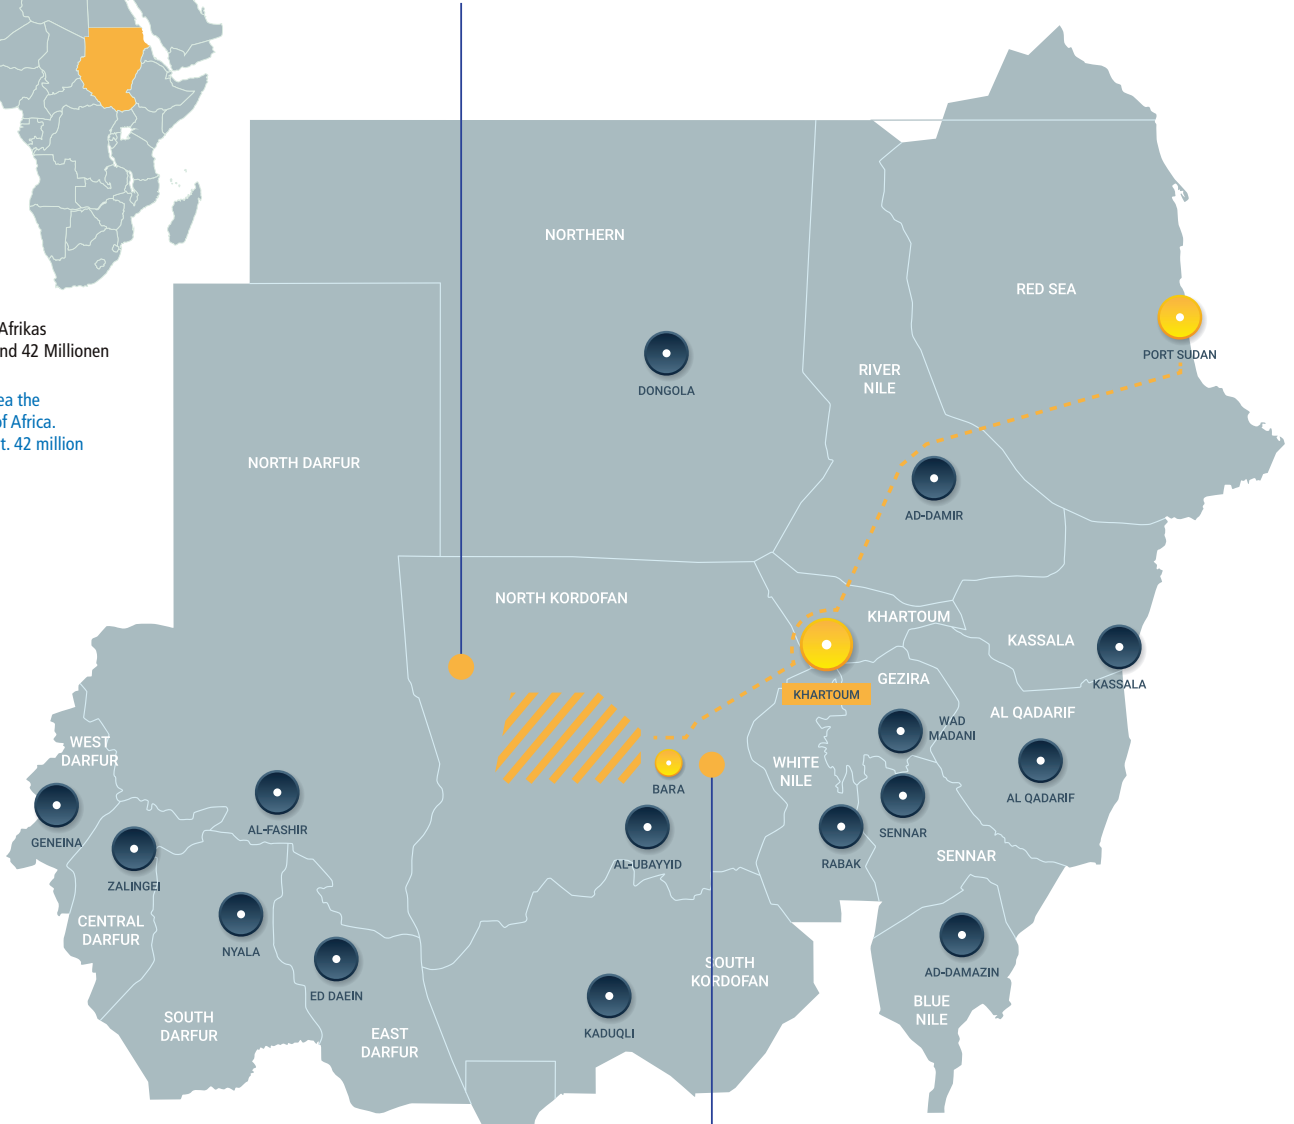 Afrikas
nd 42 Millionen
ea the
of Africa.
t. 42 million
NORTHERN
RED SEA
PORT SUDAN
DONGOLA
RIVER
NILE
NORTH DARFUR
AD-DAMIR
NORTH KORDOFAN
KHARTOUM
KASSALA
KASSALA
KHARTOUM
GEZIRA
WAD
MADANI
AL QADARIF
AL QADARIF
WEST
DARFUR
WHITE
NILE
BARA
GENEINA
AL-FASHIR
AL-UBAYYID
RABAK
SENNAR
SENNAR
ZALINGEI
CENTRAL
DARFUR
NYALA
ED DAEIN
SOUTH
KORDOFAN
AD-DAMAZIN
BLUE
NILE
SOUTH
DARFUR
EAST
DARFUR
KADUQLI